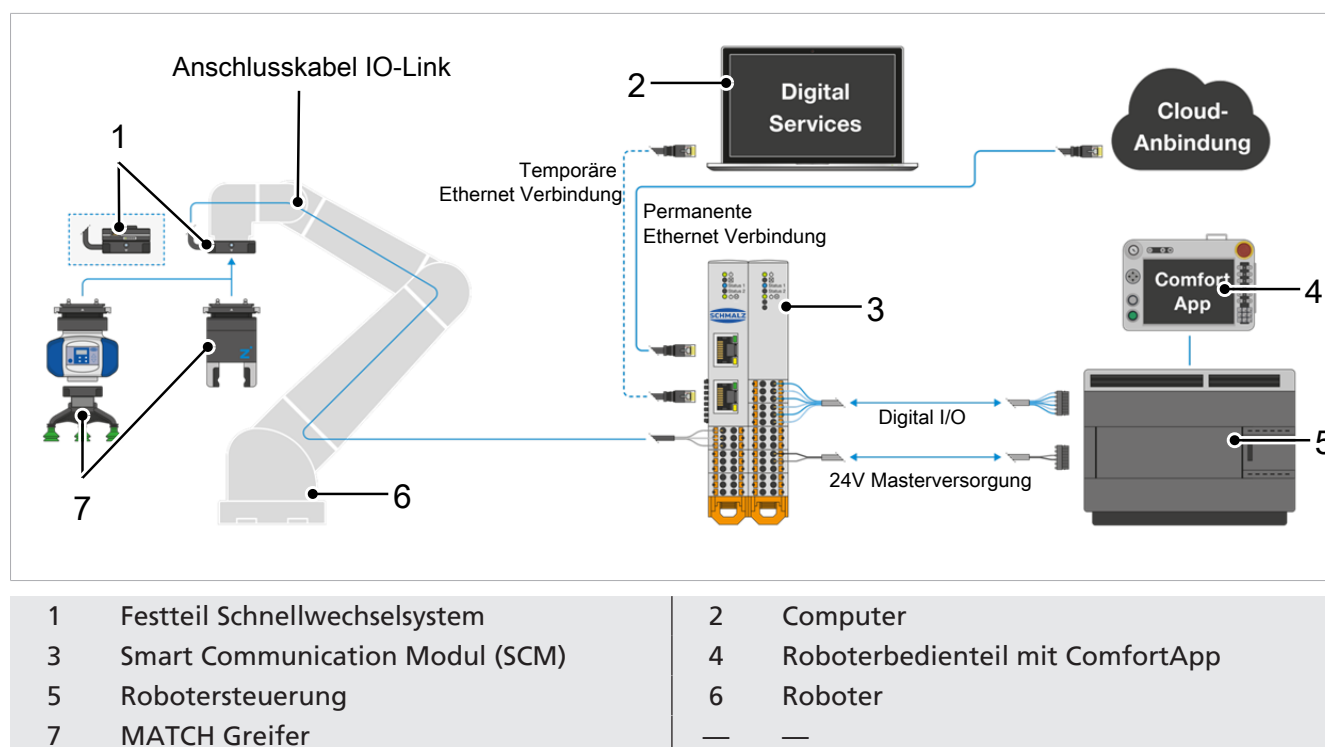 Anschlusskabel IO-Link
1
2
Digital
Services
Cloud-
Anbindung
Temporäre
Ethernet Verbindung
Permanente
Ethernet Verbindung
Status 1
Status 2
Status 1
Status 2
SCHMALZ
3
Comfort
App
4
Digital I/O
5
24V Masterversorgung
6
7
1 Festteil Schnellwechselsystem 2 Computer
3 Smart Communication Modul (SCM) 4 Roboterbedienteil mit ComfortApp
5 Robotersteuerung 6 Roboter
7 MATCH Greifer — —